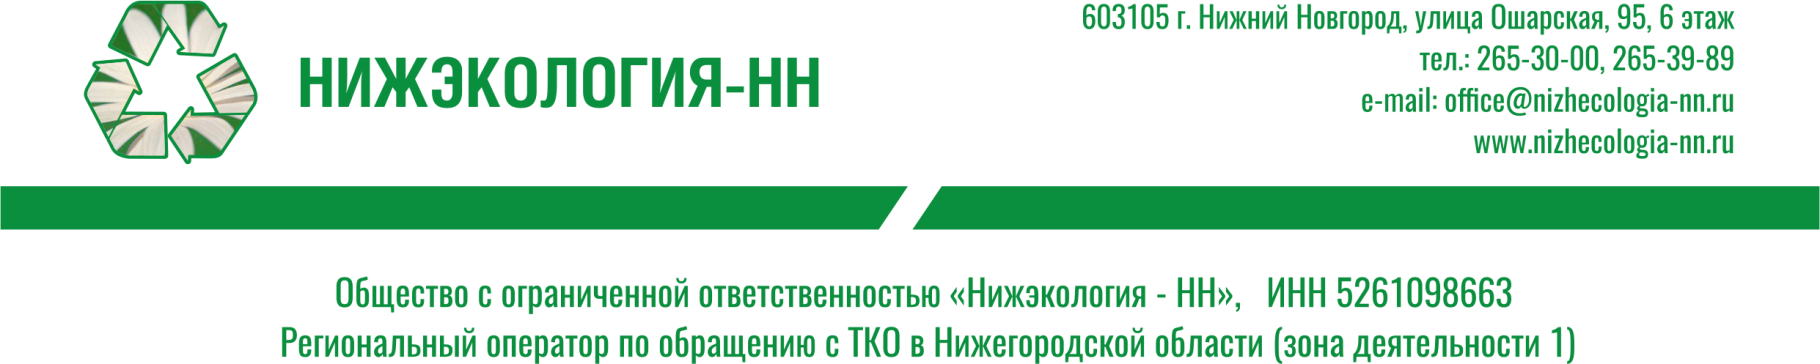 603105 г. Нижний Новгород, улица Ошарская, 95, 6 этаж
тел.: 265-30-00, 265-39-89
e-mail: office@nizhecologia-nn.ru
www.nizhecologia-nn.ru
НИЖЭКОЛОГИЯ-НН
Общество с ограниченной ответственностью «Нижэкология - НН», ИНН 5261098663
Региональный оператор по обращению с ТКО в Нижегородской области (зона деятельности 1)